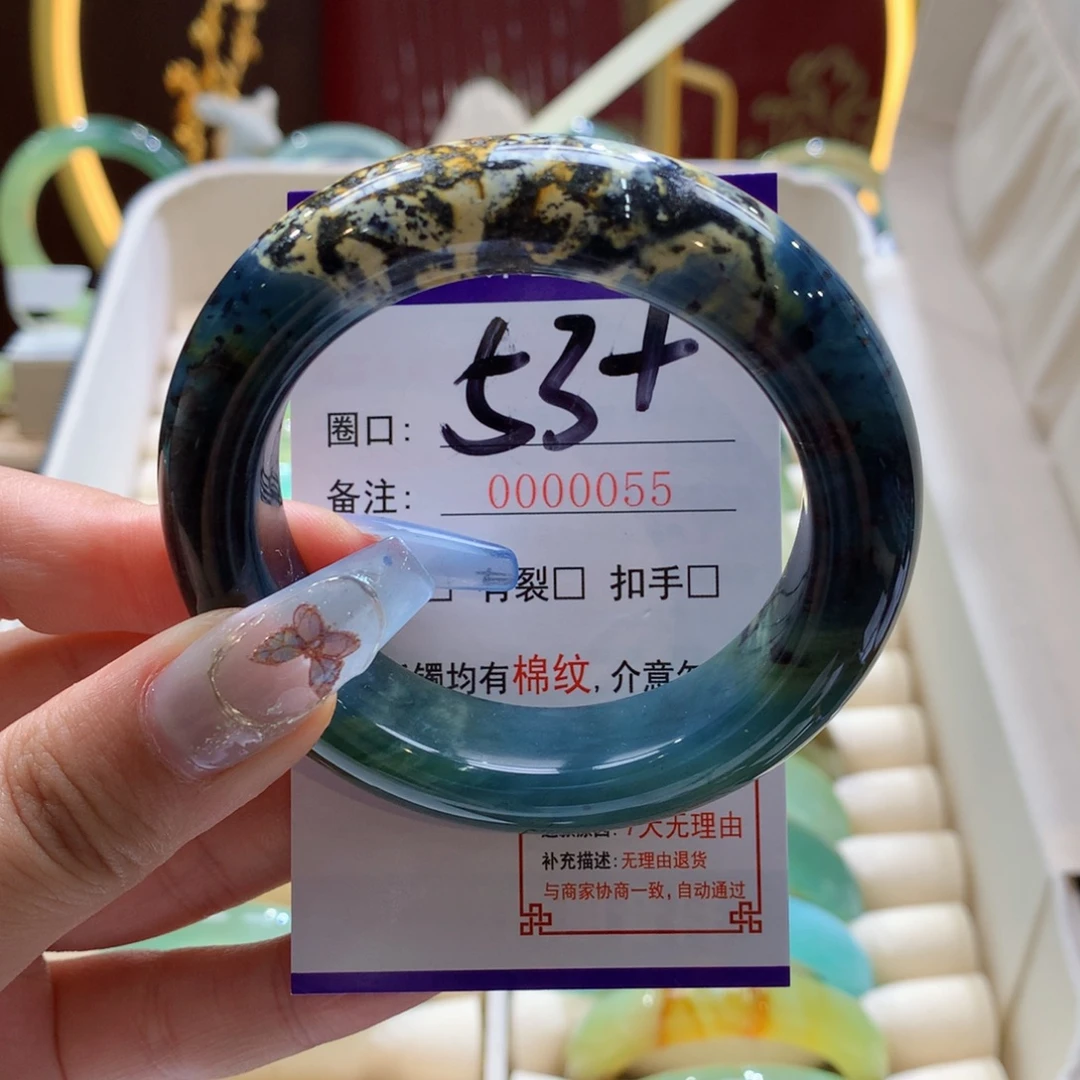 圈口： 53+
备注： 0000055
裂□ 扣手□
镯均有棉纹，介意
7天无理由
补充描述：无理由退货
与商家协商一致，自动通过